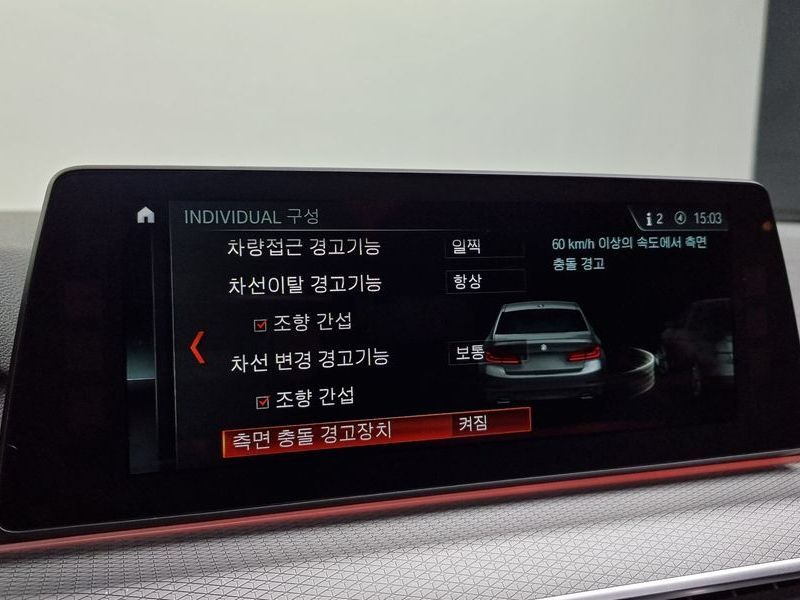 INDIVIDUAL 구성
i 2 15:03
차량접근 경고기능 일찍
차선이탈 경고기능 항상
조향 간섭
차선 변경 경고기능 보통
조향 간섭
측면 충돌 경고장치 켜짐
60 km/h 이상의 속도에서 측면
충돌 경고